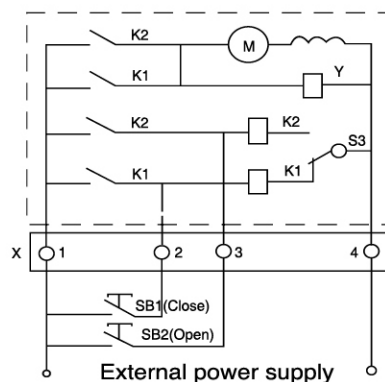 K2
M
K1
Y
K2
K2
S3
K1
K1
X
1
2
3
4
SB1(Close)
SB2(Open)
External power supply